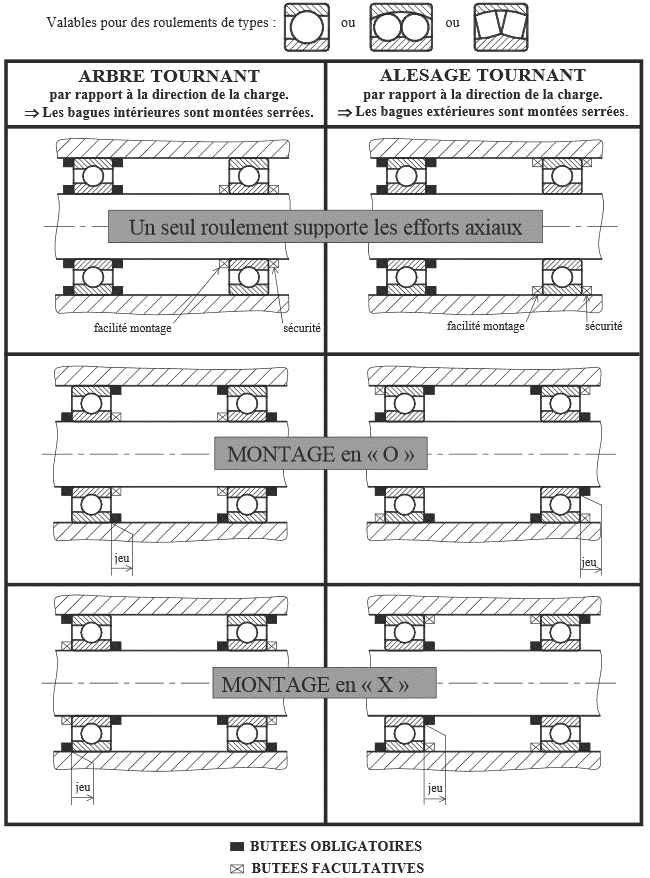 Valables pour des roulements de types : ou ou
ARBRE TOURNANT
par rapport à la direction de la charge.
⇒ Les bagues intérieures sont montées serrées.
ALESAGE TOURNANT
par rapport à la direction de la charge.
⇒ Les bagues extérieures sont montées serrées.
Un seul roulement supporte les efforts axiaux
facilité montage
sécurité
facilité montage
sécurité
MONTAGE en « O »
jeu
jeu
MONTAGE en « X »
jeu
jeu
BUTEES OBLIGATOIRES
BUTEES FACULTATIVES